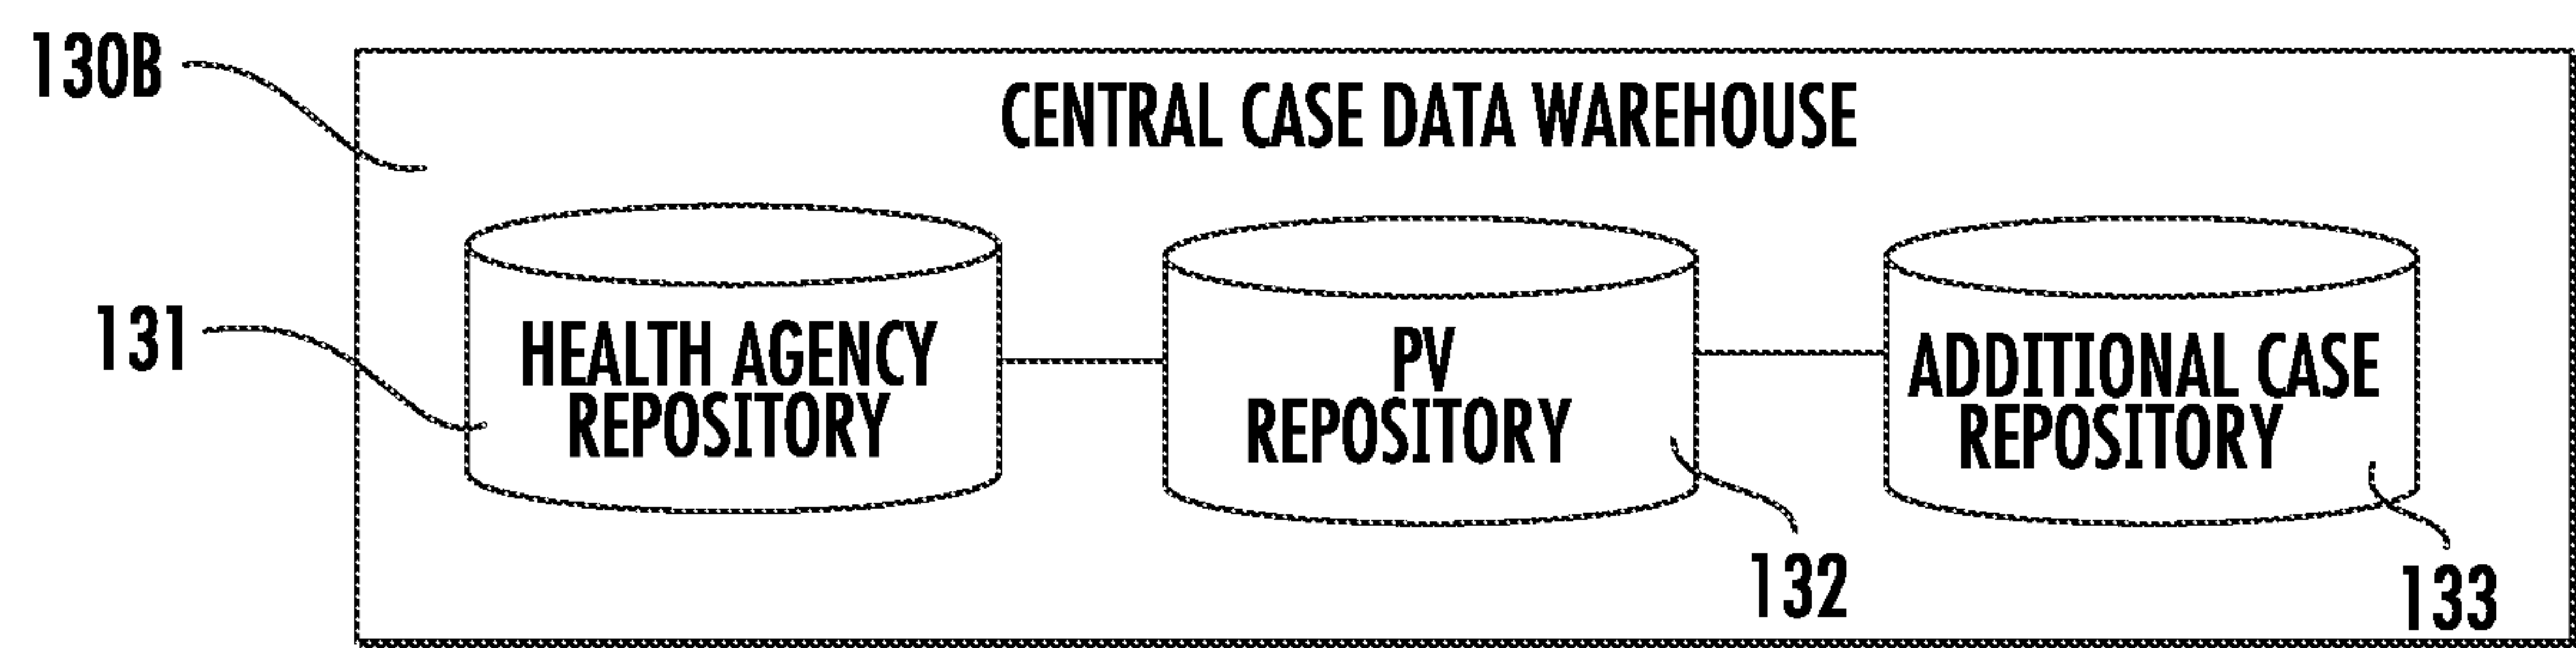 130B
CENTRAL CASE DATA WAREHOUSE
131
HEALTH AGENCY
REPOSITORY
PV
REPOSITORY
132
ADDITIONAL CASE
REPOSITORY
133